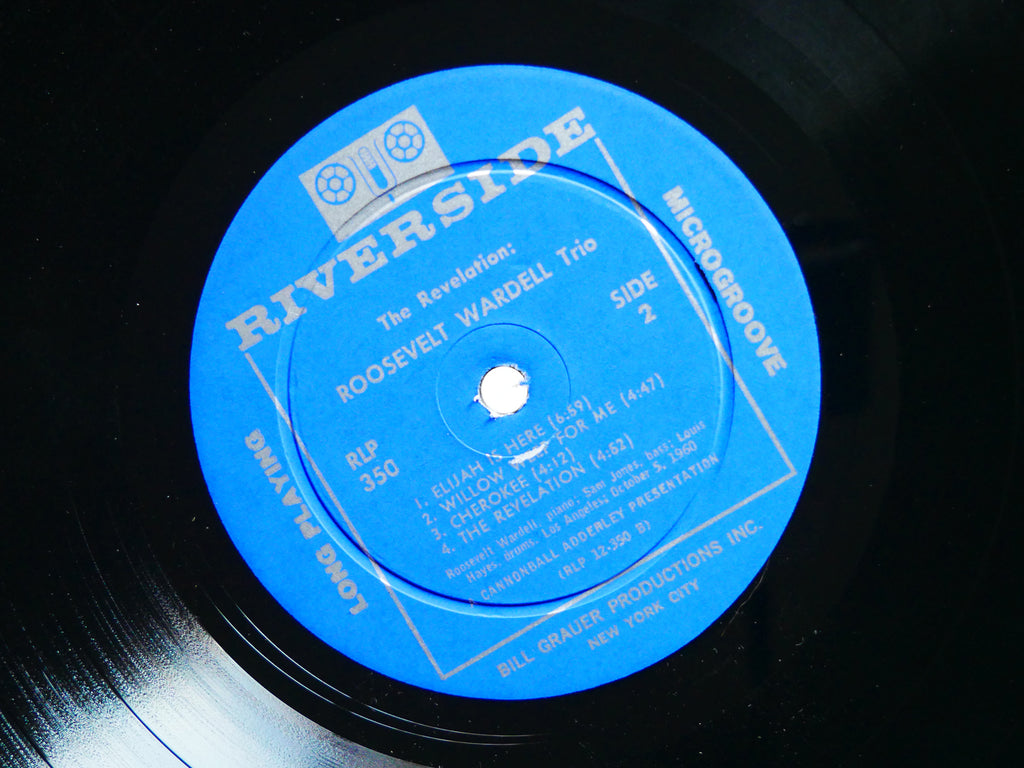 RIVERSIDE
The Revelation:
ROOSEVELT WARDELL Trio
MICROGROOVE
SIDE
2
RLP
350
LONG PLAYING
1. ELIJAH IS HERE (6:59)
2. WILLOW WEEP FOR ME (4:47)
3. CHEROKEE (4:12)
4. THE REVELATION (4:52)
Roosevelt Wardell, piano, Sam Jones, bass; Louis
Hayes, drums. Los Angeles; October 5, 1960
CANNONBALL ADDERLEY PRESENTATION
(RLP 12-350 B)
BILL GRAUER PRODUCTIONS INC.
NEW YORK CITY